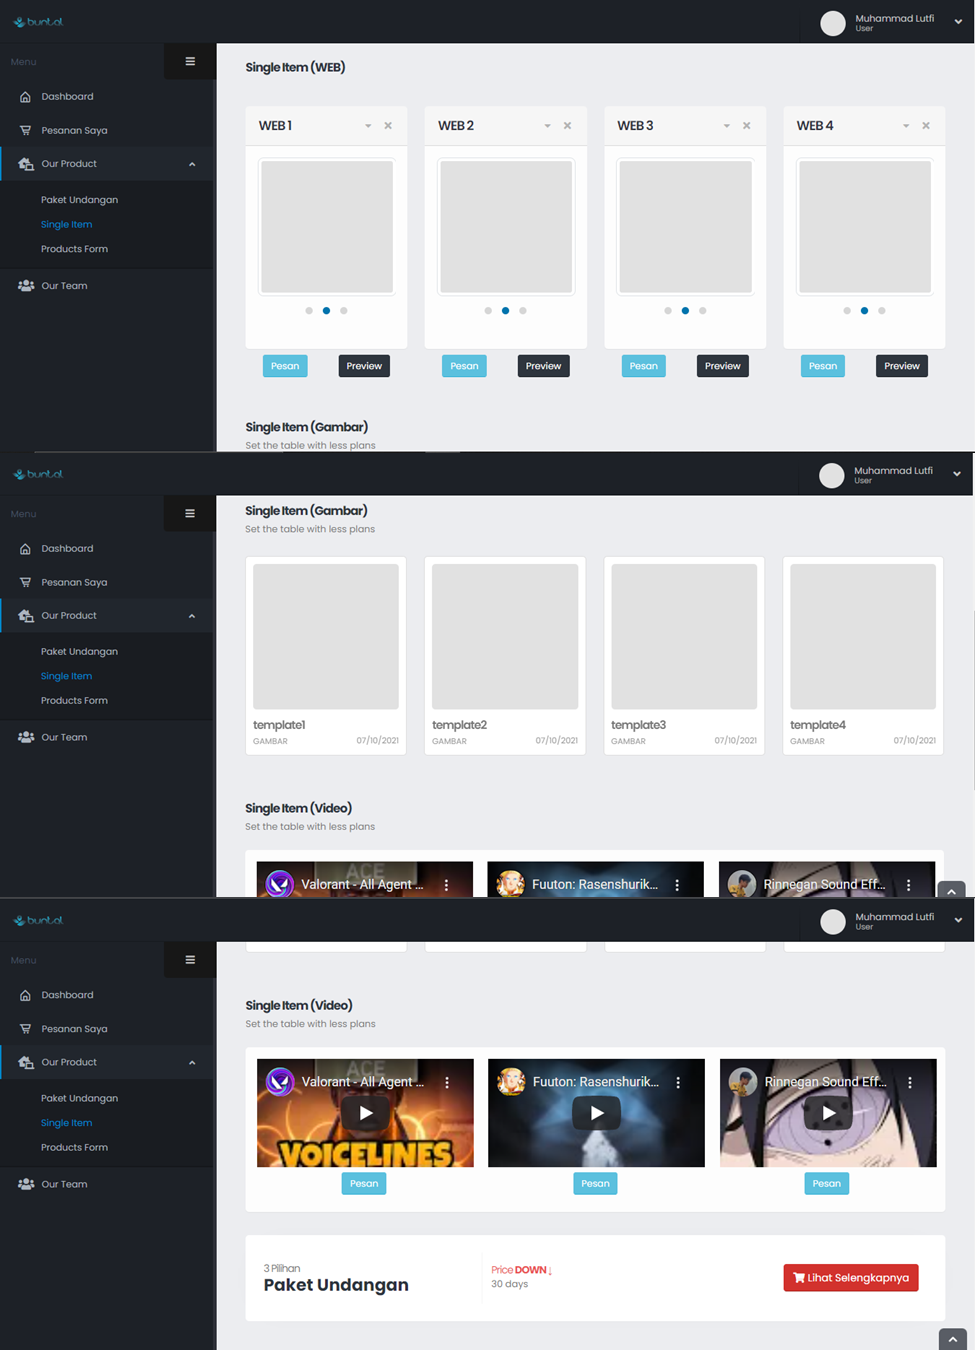 buntal.
Muhammad Lutfi
User
Menu
Dashboard
Pesanan Saya
Our Product
Paket Undangan
Single Item
Products Form
Our Team
Single Item (WEB)
WEB 1
WEB 2
WEB 3
WEB 4
Pesan
Preview
Pesan
Preview
Pesan
Preview
Pesan
Preview
Single Item (Gambar)
Set the table with less plans
buntal.
Muhammad Lutfi
User
Menu
Dashboard
Pesanan Saya
Our Product
Paket Undangan
Single Item
Products Form
Our Team
Single Item (Gambar)
Set the table with less plans
template1
GAMBAR 07/10/2021
template2
GAMBAR 07/10/2021
template3
GAMBAR 07/10/2021
template4
GAMBAR 07/10/2021
Single Item (Video)
Set the table with less plans
ACE
Valorant - All Agent ...
Fuuton: Rasenshurik...
Rinnegan Sound Eff...
buntal.
Muhammad Lutfi
User
Menu
Dashboard
Pesanan Saya
Our Product
Paket Undangan
Single Item
Products Form
Our Team
Single Item (Video)
Set the table with less plans
ACE
Valorant - All Agent ...
VOICELINES
Fuuton: Rasenshurik...
Rinnegan Sound Eff...
Pesan
Pesan
Pesan
3 Pilihan
Paket Undangan
Price DOWN↓
30 days
Lihat Selengkapnya